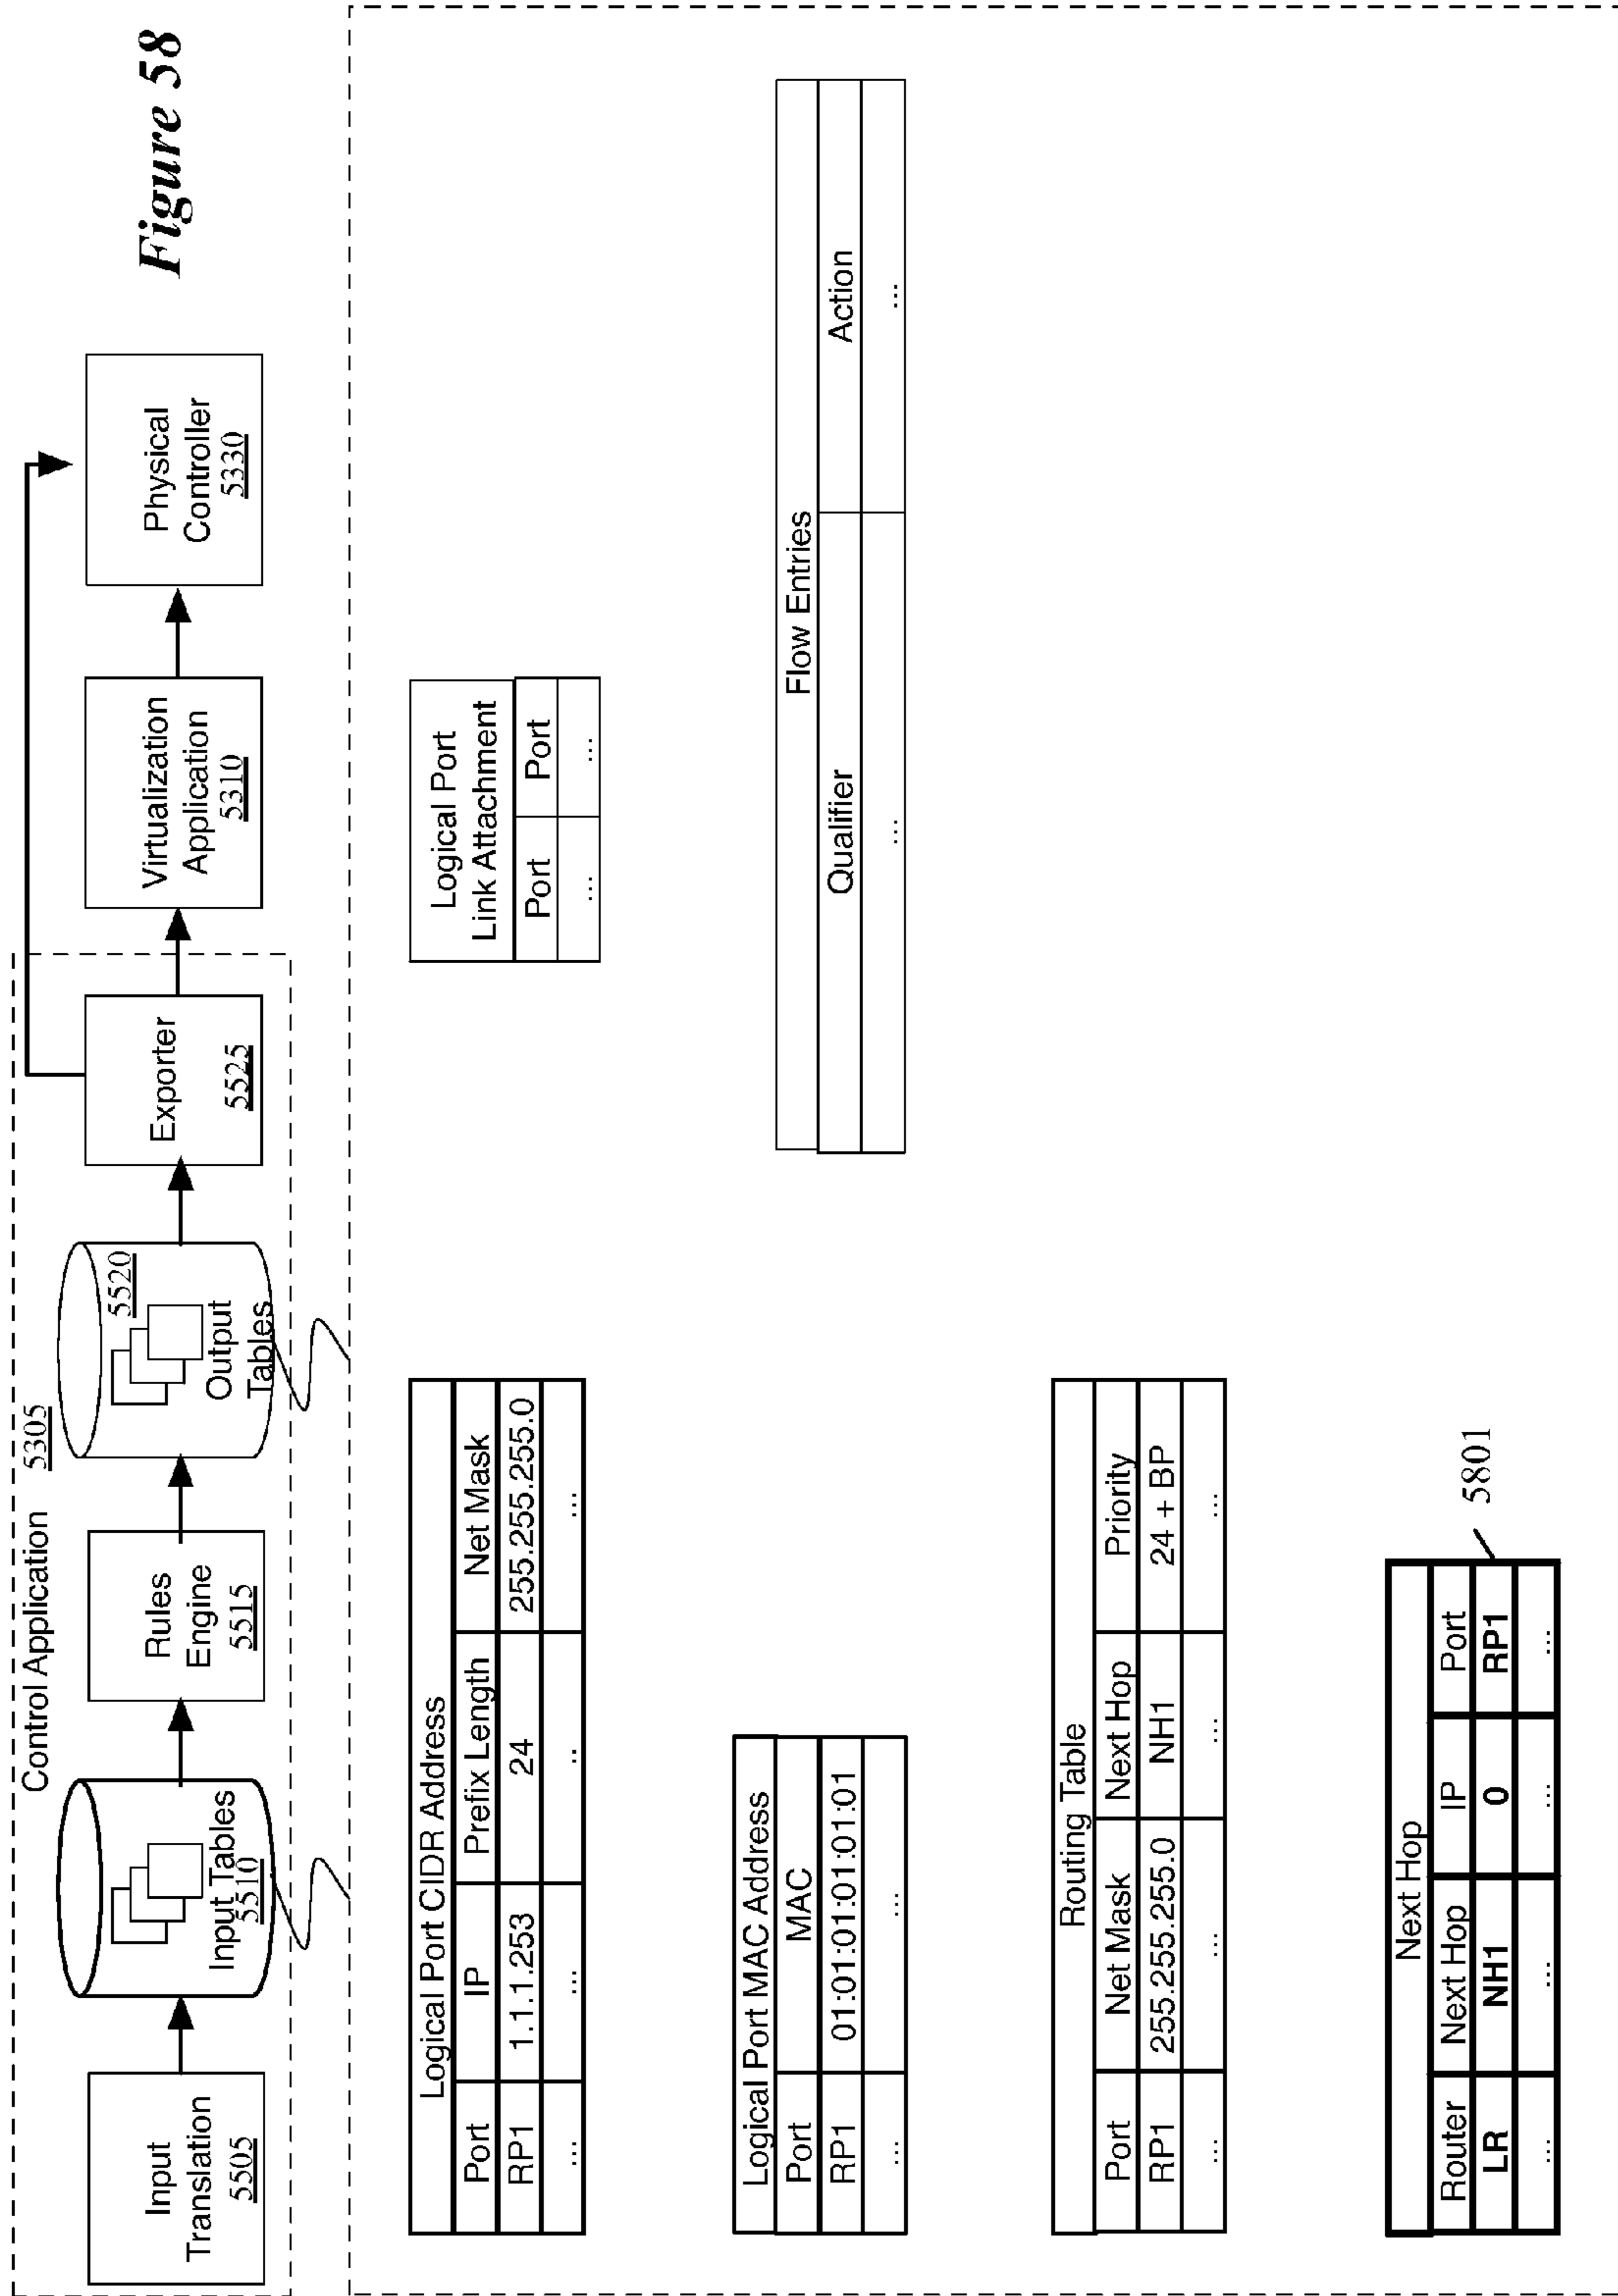 Figure 58
Control Application
5305
Input
Translation
5505
Input Tables
5510
Rules
Engine
5515
5520
Output
Tables
Exporter
5525
Virtualization
Application
5310
Physical
Controller
5330
Logical Port CIDR Address
Port IP Prefix Length Net Mask
RP1 1.1.1.253 24 255.255.255.0
... ... .. ...
Logical Port
Link Attachment
Port Port
... ...
Logical Port MAC Address
Port MAC
RP1 01:01:01:01:01:01
... ...
Flow Entries
Qualifier Action
... ...
Routing Table
Port Net Mask Next Hop Priority
RP1 255.255.255.0 NH1 24 + BP
... ... ... ...
Next Hop
Router Next Hop IP Port
LR NH1 0 RP1
... ... ... ...
5801